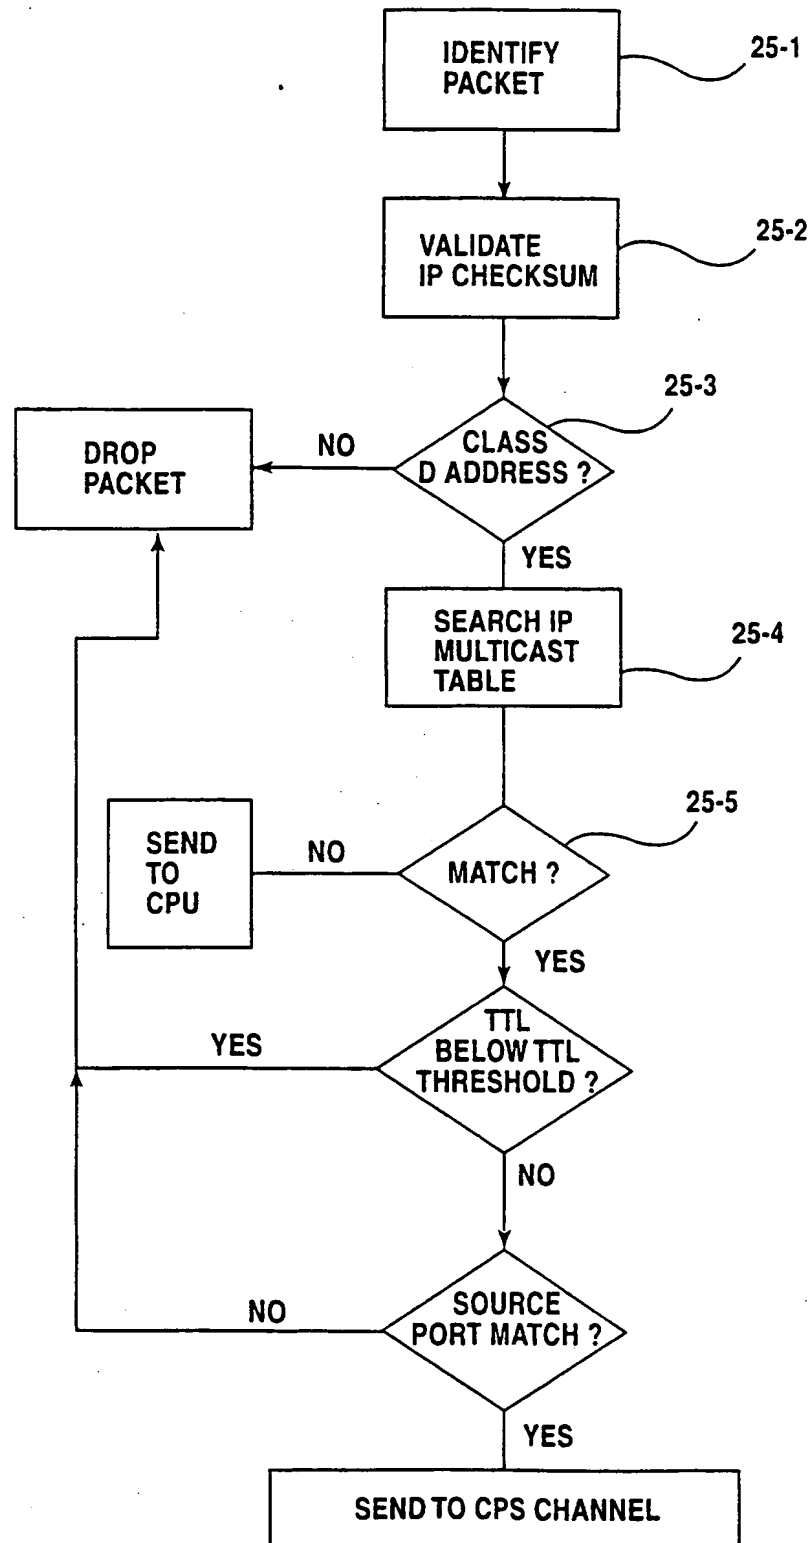 IDENTIFY
PACKET
25-1
VALIDATE
IP CHECKSUM
25-2
25-3
CLASS
D ADDRESS ?
NO
DROP
PACKET
YES
SEARCH IP
MULTICAST
TABLE
25-4
25-5
MATCH ?
NO
SEND
TO
CPU
YES
TTL
BELOW TTL
THRESHOLD ?
YES
NO
SOURCE
PORT MATCH ?
NO
YES
SEND TO CPS CHANNEL